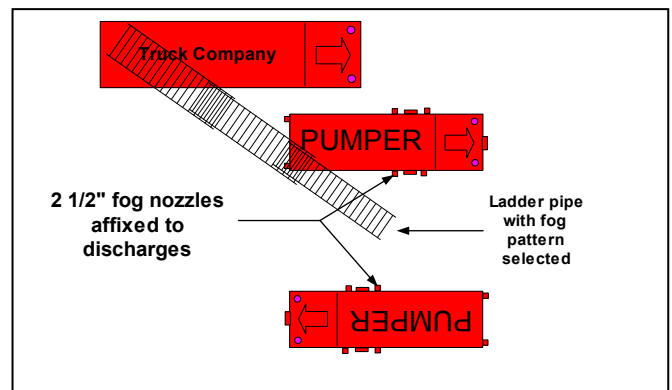 Truck Company
PUMPER
2 1/2" fog nozzles
affixed to
discharges
Ladder pipe
with fog
pattern
selected
PUMPER